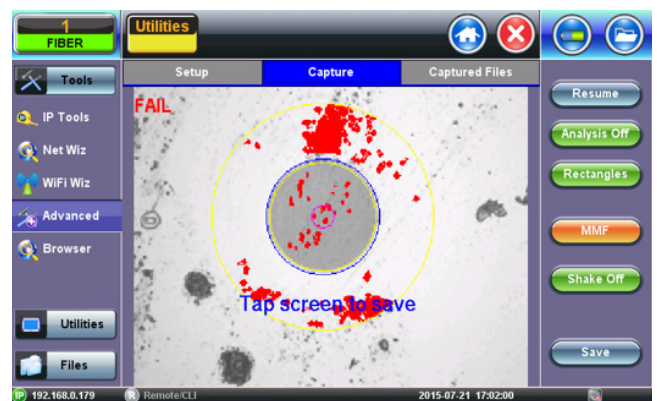 1
FIBER
Utilities
Tools
Setup
Capture
Captured Files
FAIL
Resume
IP Tools
Analysis Off
Net Wiz
Rectangles
WiFi Wiz
Advanced
MMF
Browser
Shake Off
Tap screen to save
Utilities
Save
Files
IP 192.168.0.179
R Remote/CLI
2015-07-21 17:02:00